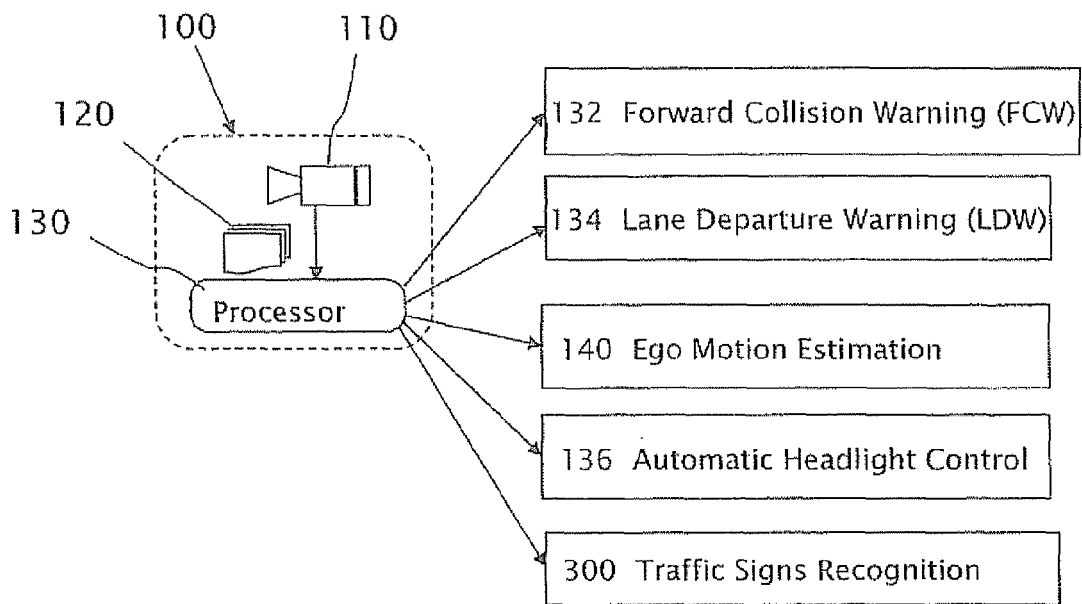 100
110
120
130
Processor
132 Forward Collision Warning (FCW)
134 Lane Departure Warning (LDW)
140 Ego Motion Estimation
136 Automatic Headlight Control
300 Traffic Signs Recognition